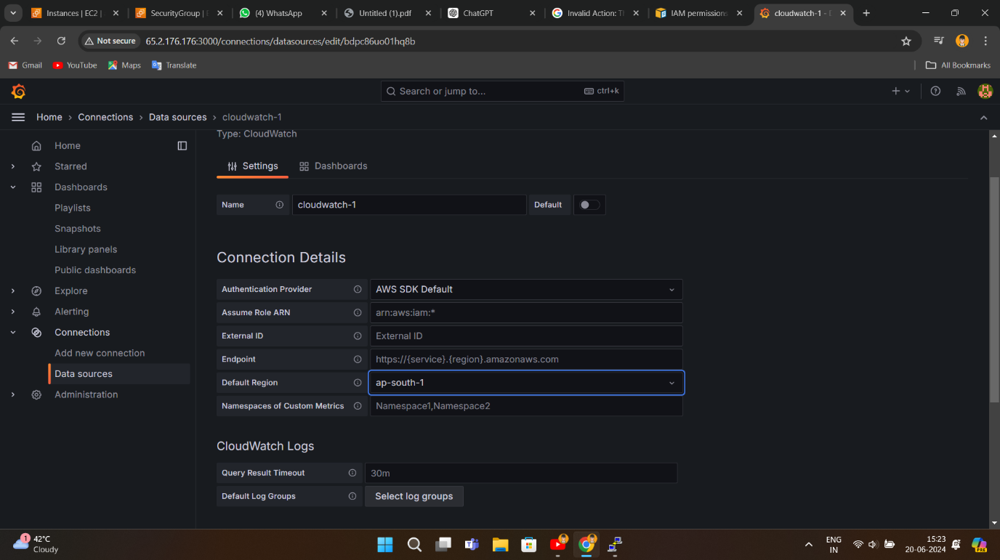 Instances | EC2 |
SecurityGroup | E
(4) WhatsApp
Untitled (1).pdf
ChatGPT
Invalid Action: Th
IAM permissions
cloudwatch-1 - 
Not secure
65.2.176.176:3000/connections/datasources/edit/bdpc86uo01hq8b
Gmail
YouTube
Maps
Translate
All Bookmarks
Search or jump to...
ctrl+k
Home › Connections › Data sources › cloudwatch-1
Home
Starred
Dashboards
Playlists
Snapshots
Library panels
Public dashboards
Explore
Alerting
Connections
Add new connection
Data sources
Administration
Type: CloudWatch
Settings
Dashboards
Name
cloudwatch-1
Default
Connection Details
Authentication Provider
AWS SDK Default
Assume Role ARN
arn:aws:iam:*
External ID
External ID
Endpoint
https://{service}.{region}.amazonaws.com
Default Region
ap-south-1
Namespaces of Custom Metrics
Namespace1,Namespace2
CloudWatch Logs
Query Result Timeout
30m
Default Log Groups
Select log groups
1
42°C
Cloudy
ENG
IN
15:23
20-06-2024
PRE